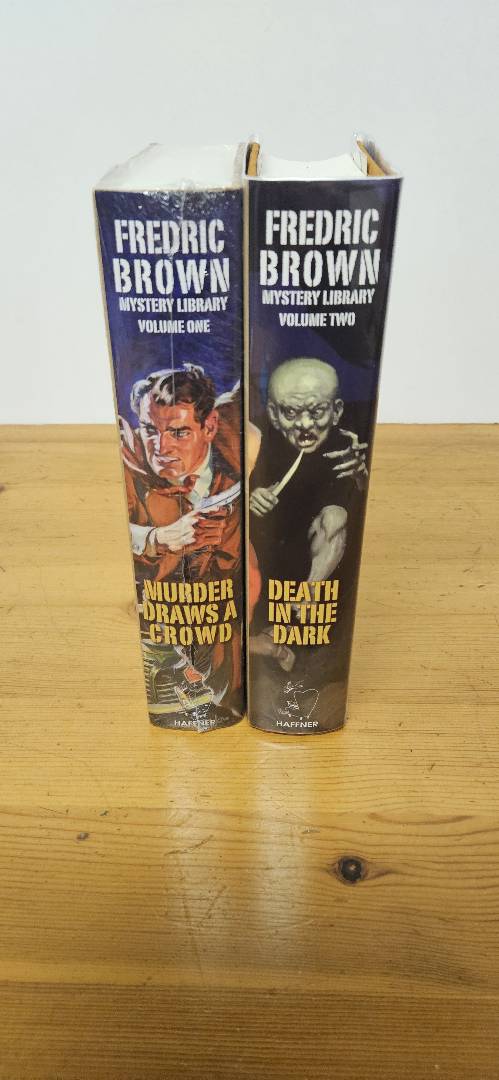 FREDRIC
BROWN
MYSTERY LIBRARY
VOLUME ONE
MURDER
DRAWS A
CROWD
HAFFNER
FREDRIC
BROWN
MYSTERY LIBRARY
VOLUME TWO
DEATH
IN THE
DARK
HAFFNER